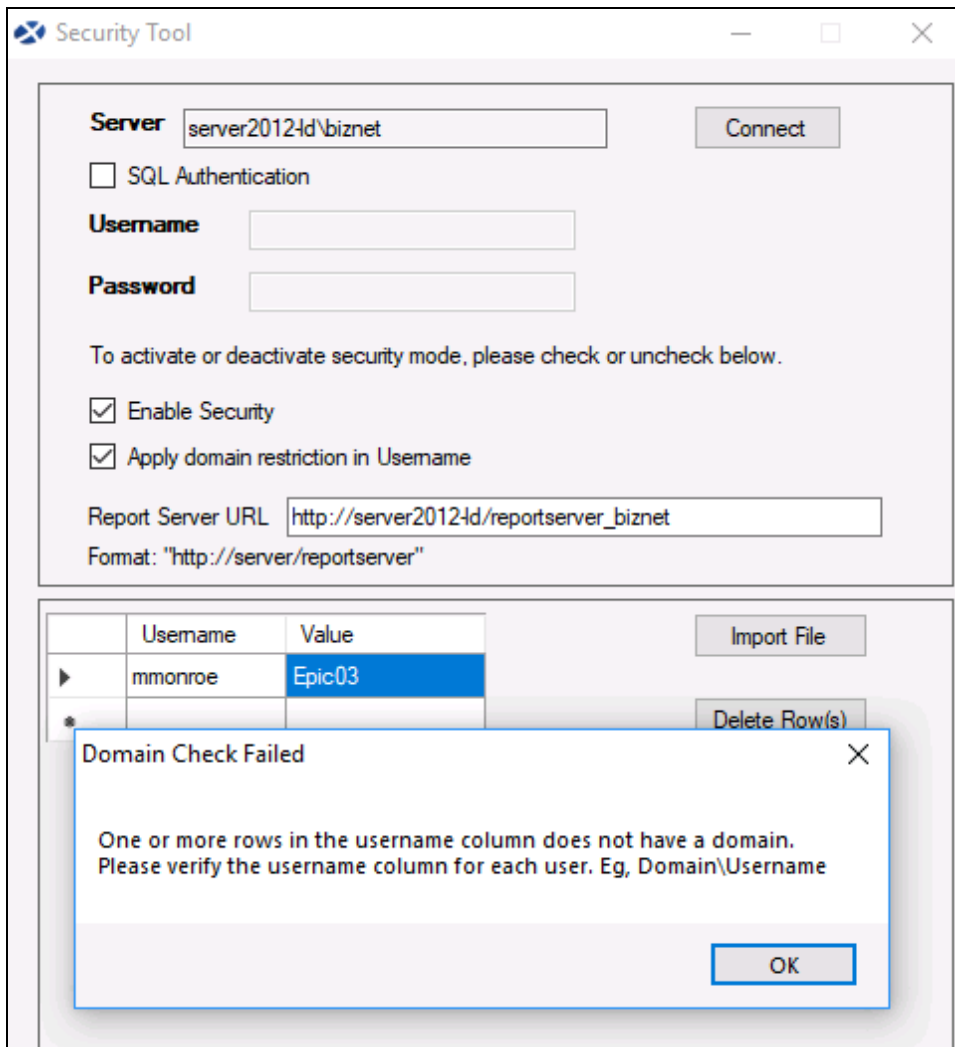 Security Tool
Server server2012-ld\biznet Connect
SQL Authentication
Username
Password
To activate or deactivate security mode, please check or uncheck below.
Enable Security
Apply domain restriction in Username
Report Server URL http://server2012-ld/reportserver_biznet
Format: "http://server/reportserver"
Username Value Import File
mmonroe Epic03
Delete Row(s)
Domain Check Failed
One or more rows in the username column does not have a domain.
Please verify the username column for each user. Eg, Domain\Username
OK